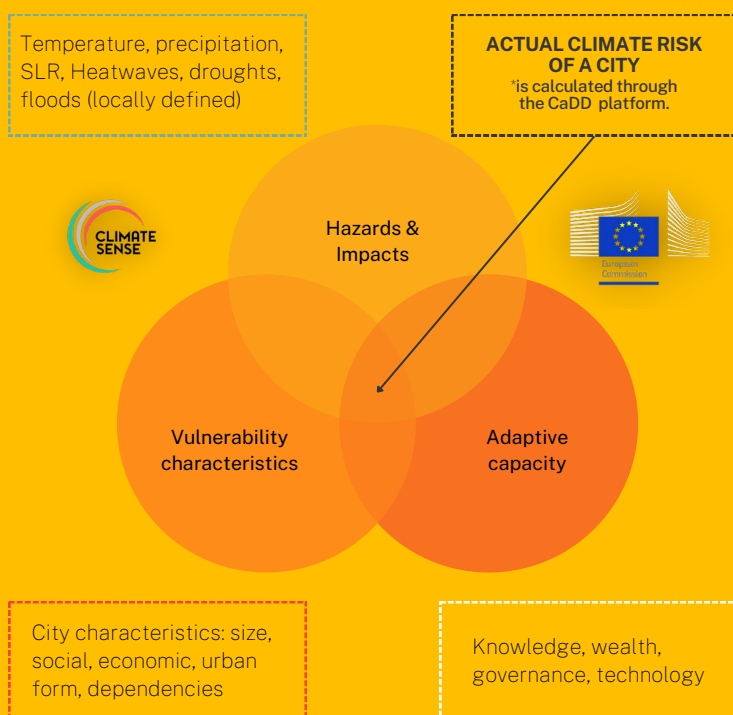 Temperature, precipitation,
SLR, Heatwaves, droughts,
floods (locally defined)
ACTUAL CLIMATE RISK
OF A CITY
*is calculated through
the CaDD platform.
CLIMATE
SENSE
Hazards &
Impacts
European
Commission
Vulnerability
characteristics
Adaptive
capacity
City characteristics: size,
social, economic, urban
form, dependencies
Knowledge, wealth,
governance, technology